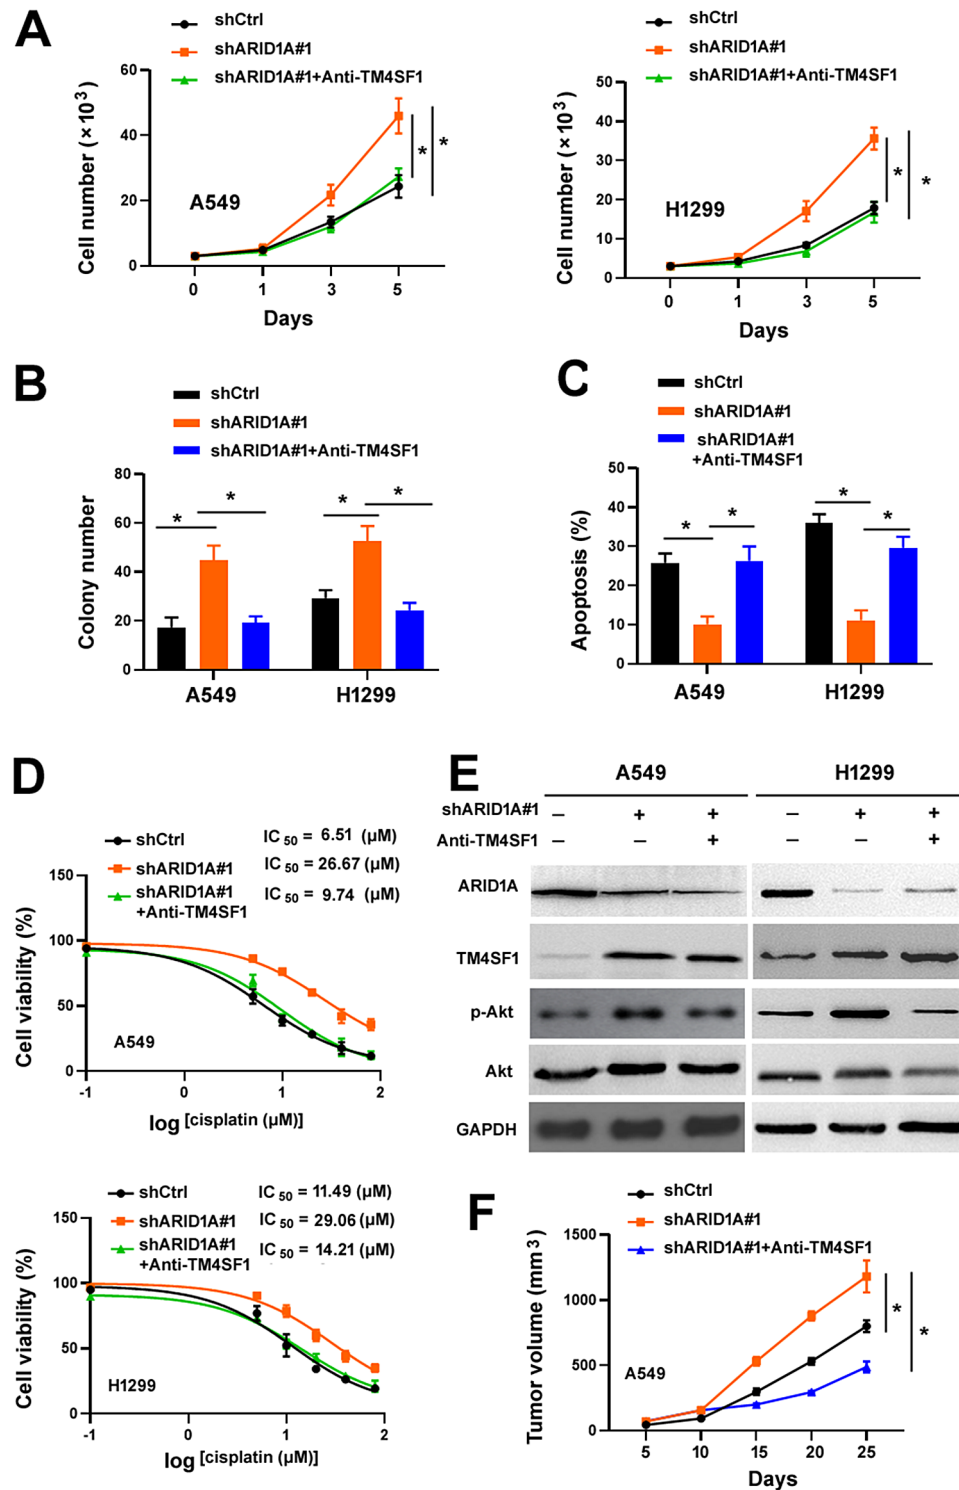 A
shCtrl
shARID1A#1
shARID1A#1+Anti-TM4SF1
Cell number (×10³)
60
40
20
0
A549
*
*
0 1 3 5
Days
shCtrl
shARID1A#1
shARID1A#1+Anti-TM4SF1
Cell number (×10³)
50
40
30
20
10
0
H1299
*
*
0 1 3 5
Days
B
shCtrl
shARID1A#1
shARID1A#1+Anti-TM4SF1
Colony number
80
60
40
20
0
* * * *
A549 H1299
C
shCtrl
shARID1A#1
shARID1A#1
+Anti-TM4SF1
Apoptosis (%)
50
40
30
20
10
0
* * * *
A549 H1299
D
shCtrl IC 50 = 6.51 (μM)
shARID1A#1 IC 50 = 26.67 (μM)
shARID1A#1 IC 50 = 9.74 (μM)
+Anti-TM4SF1
Cell viability (%)
150
100
50
0
A549
-1 0 1 2
log [cisplatin (μM)]
shCtrl IC 50 = 11.49 (μM)
shARID1A#1 IC 50 = 29.06 (μM)
shARID1A#1 IC 50 = 14.21 (μM)
+Anti-TM4SF1
Cell viability (%)
150
100
50
0
H1299
-1 0 1 2
log [cisplatin (μM)]
E
A549 H1299
shARID1A#1 – + + – + +
Anti-TM4SF1 – – + – – +
ARID1A
TM4SF1
p-Akt
Akt
GAPDH
F
shCtrl
shARID1A#1
shARID1A#1+Anti-TM4SF1
Tumor volume (mm³)
1000
500
0
A549
*
*
5 10 15 20 25
Days